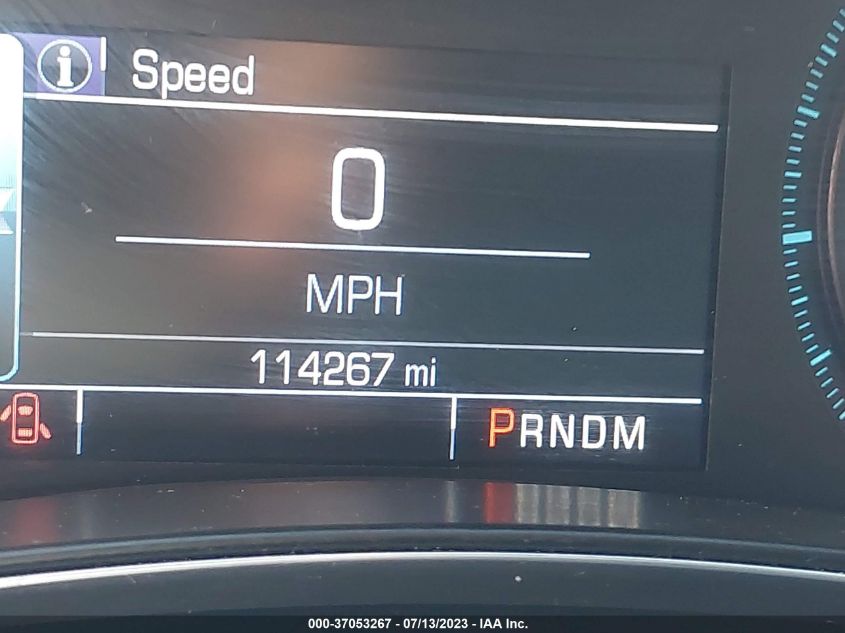 i Speed
0
MPH
114267 mi
PRNDM
000-37053267 - 07/13/2023 - IAA Inc.